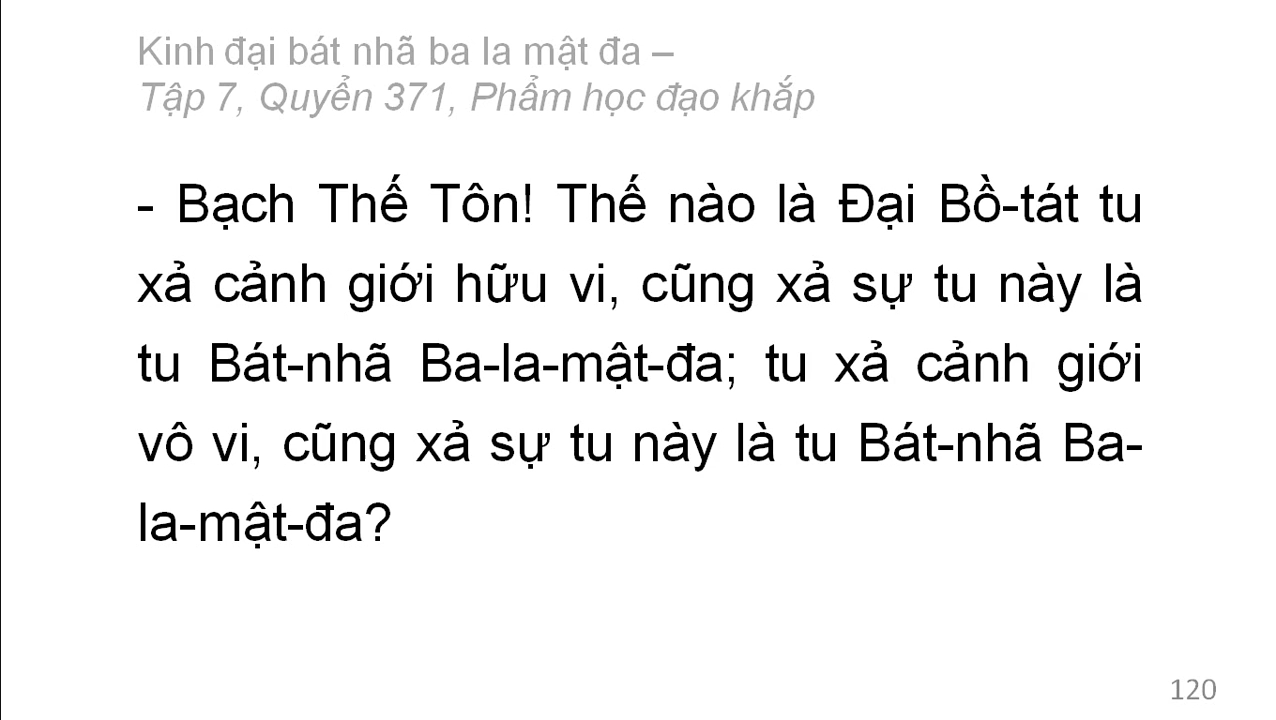 Kinh đại bát nhã ba la mật đa –
Tập 7, Quyển 371, Phẩm học đạo khắp
- Bạch Thế Tôn! Thế nào là Đại Bồ-tát tu
xả cảnh giới hữu vi, cũng xả sự tu này là
tu Bát-nhã Ba-la-mật-đa; tu xả cảnh giới
vô vi, cũng xả sự tu này là tu Bát-nhã Ba-
la-mật-đa?
120